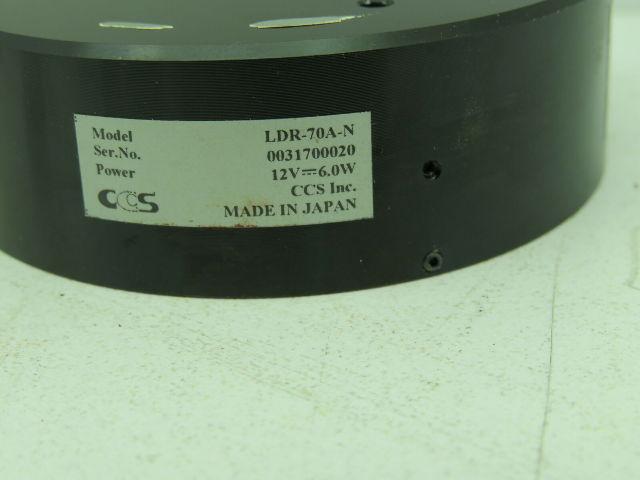 Model LDR-70A-N
Ser.No. 0031700020
Power 12V⎓6.0W
CCS Inc.
CCS MADE IN JAPAN